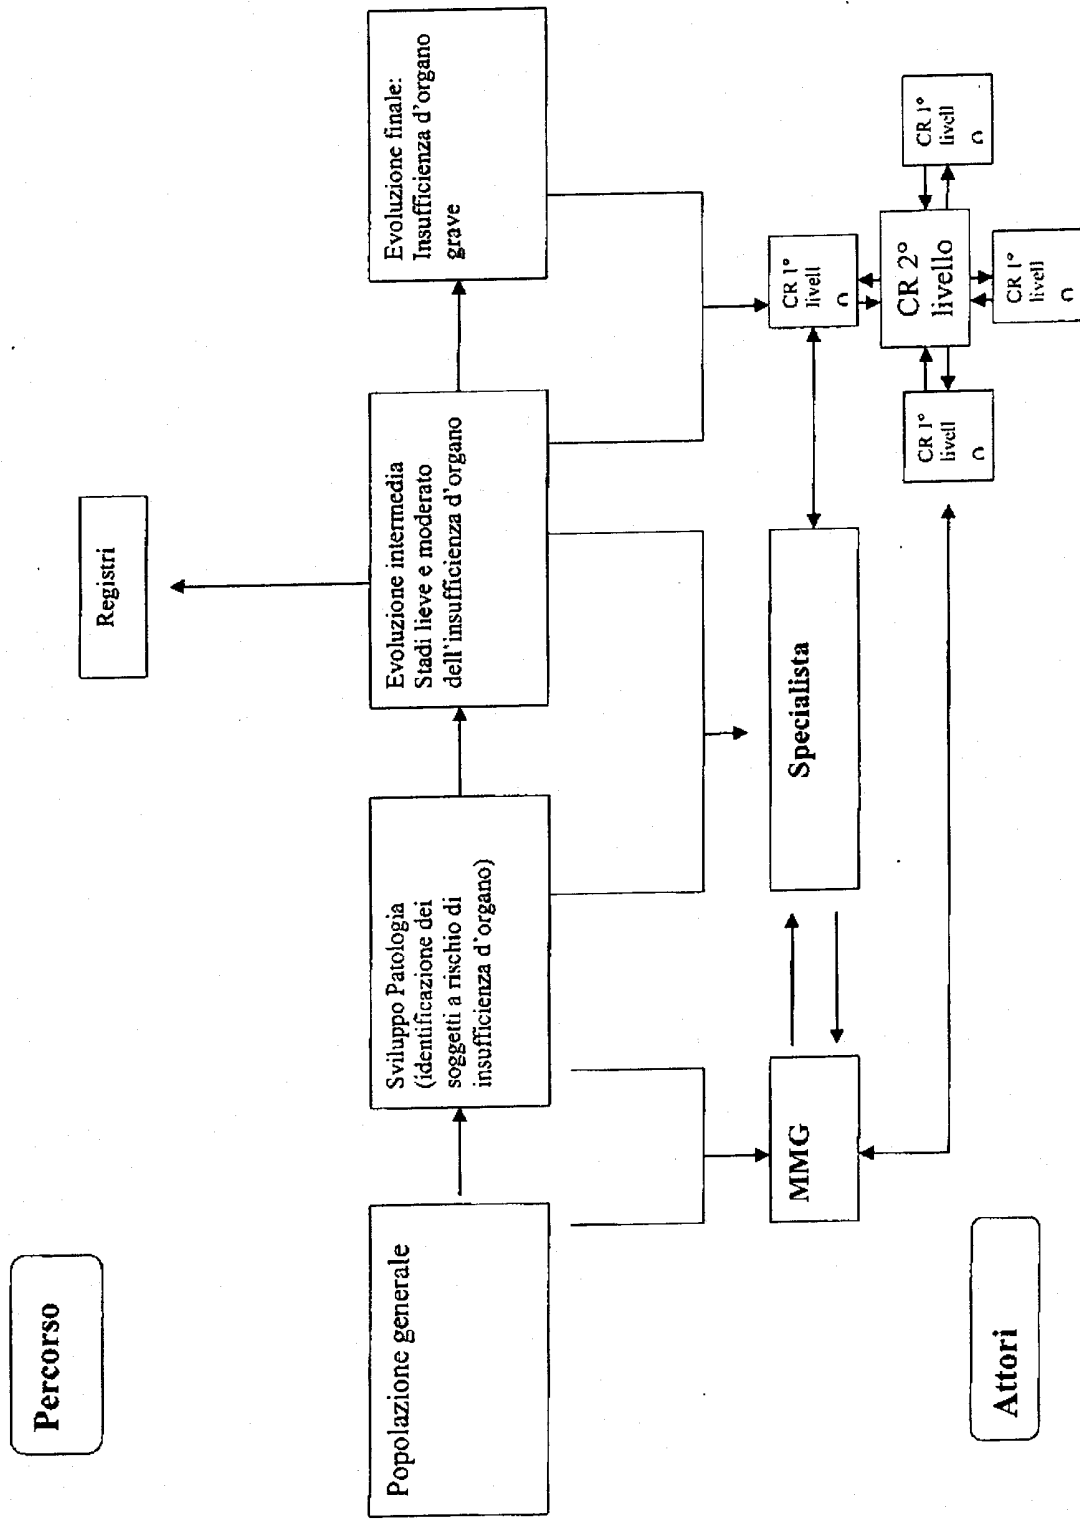 Percorso
Registri
Popolazione generale
Sviluppo Patologia
(identificazione dei
soggetti a rischio di
insufficienza d'organo)
Evoluzione intermedia
Stadi lieve e moderato
dell'insufficienza d'organo
Evoluzione finale:
Insufficienza d'organo
grave
MMG
Specialista
CR 1°
livell
o
CR 1°
livell
o
CR 2°
livello
CR 1°
livell
o
CR 1°
livell
o
Attori